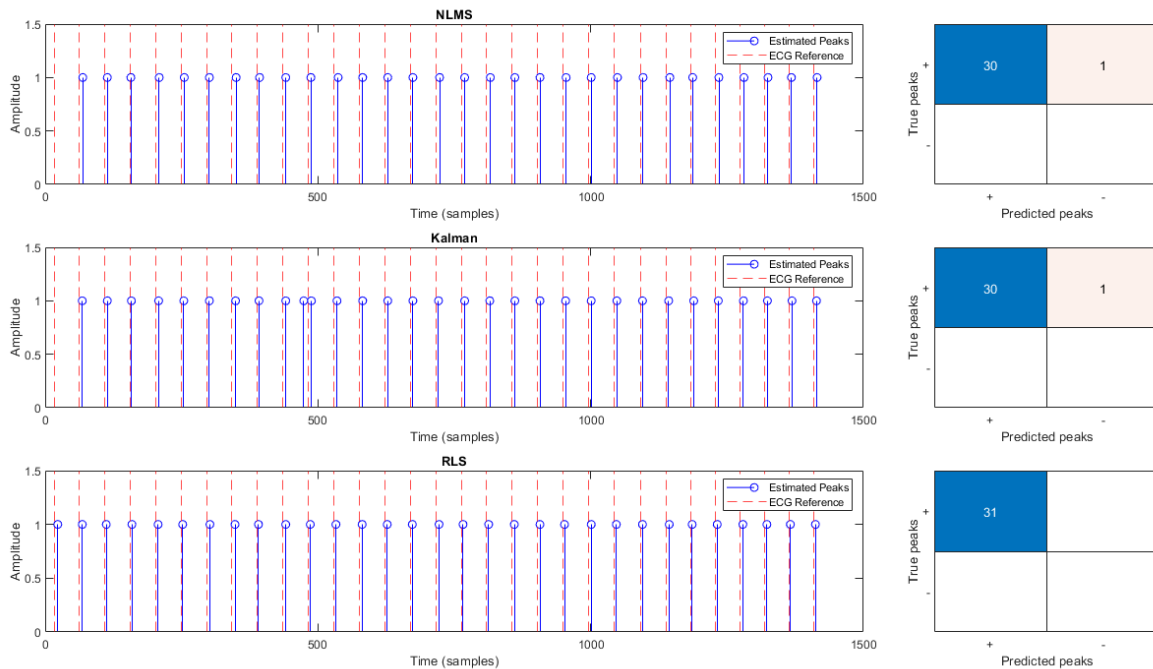 NLMS
1.5
1
0.5
0
Amplitude
0
500
1000
1500
Time (samples)
Estimated Peaks
ECG Reference
True peaks
+
-
30
1
+
-
Predicted peaks
Kalman
1.5
1
0.5
0
Amplitude
0
500
1000
1500
Time (samples)
Estimated Peaks
ECG Reference
True peaks
+
-
30
1
+
-
Predicted peaks
RLS
1.5
1
0.5
0
Amplitude
0
500
1000
1500
Time (samples)
Estimated Peaks
ECG Reference
True peaks
+
-
31
+
-
Predicted peaks